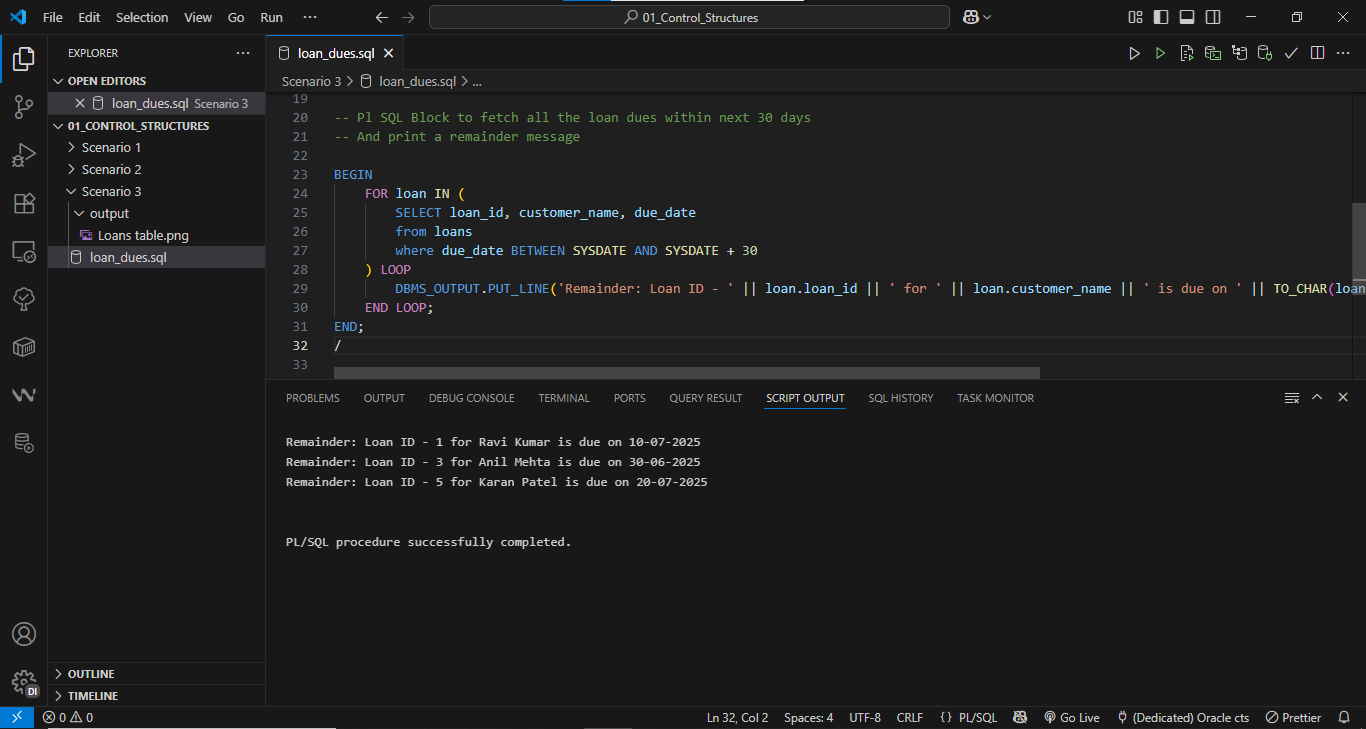 File Edit Selection View Go Run ···
01_Control_Structures
EXPLORER ···
OPEN EDITORS
loan_dues.sql Scenario 3
01_CONTROL_STRUCTURES
Scenario 1
Scenario 2
Scenario 3
output
Loans table.png
loan_dues.sql
OUTLINE
TIMELINE
loan_dues.sql
Scenario 3 > loan_dues.sql > ...
19
20 -- Pl SQL Block to fetch all the loan dues within next 30 days
21 -- And print a remainder message
22
23 BEGIN
24 FOR loan IN (
25 SELECT loan_id, customer_name, due_date
26 from loans
27 where due_date BETWEEN SYSDATE AND SYSDATE + 30
28 ) LOOP
29 DBMS_OUTPUT.PUT_LINE('Remainder: Loan ID - ' || loan.loan_id || ' for ' || loan.customer_name || ' is due on ' || TO_CHAR(loan
30 END LOOP;
31 END;
32 /
33
PROBLEMS OUTPUT DEBUG CONSOLE TERMINAL PORTS QUERY RESULT SCRIPT OUTPUT SQL HISTORY TASK MONITOR
Remainder: Loan ID - 1 for Ravi Kumar is due on 10-07-2025
Remainder: Loan ID - 3 for Anil Mehta is due on 30-06-2025
Remainder: Loan ID - 5 for Karan Patel is due on 20-07-2025
PL/SQL procedure successfully completed.
DI
0 0 Ln 32, Col 2 Spaces: 4 UTF-8 CRLF {} PL/SQL Go Live (Dedicated) Oracle cts Prettier